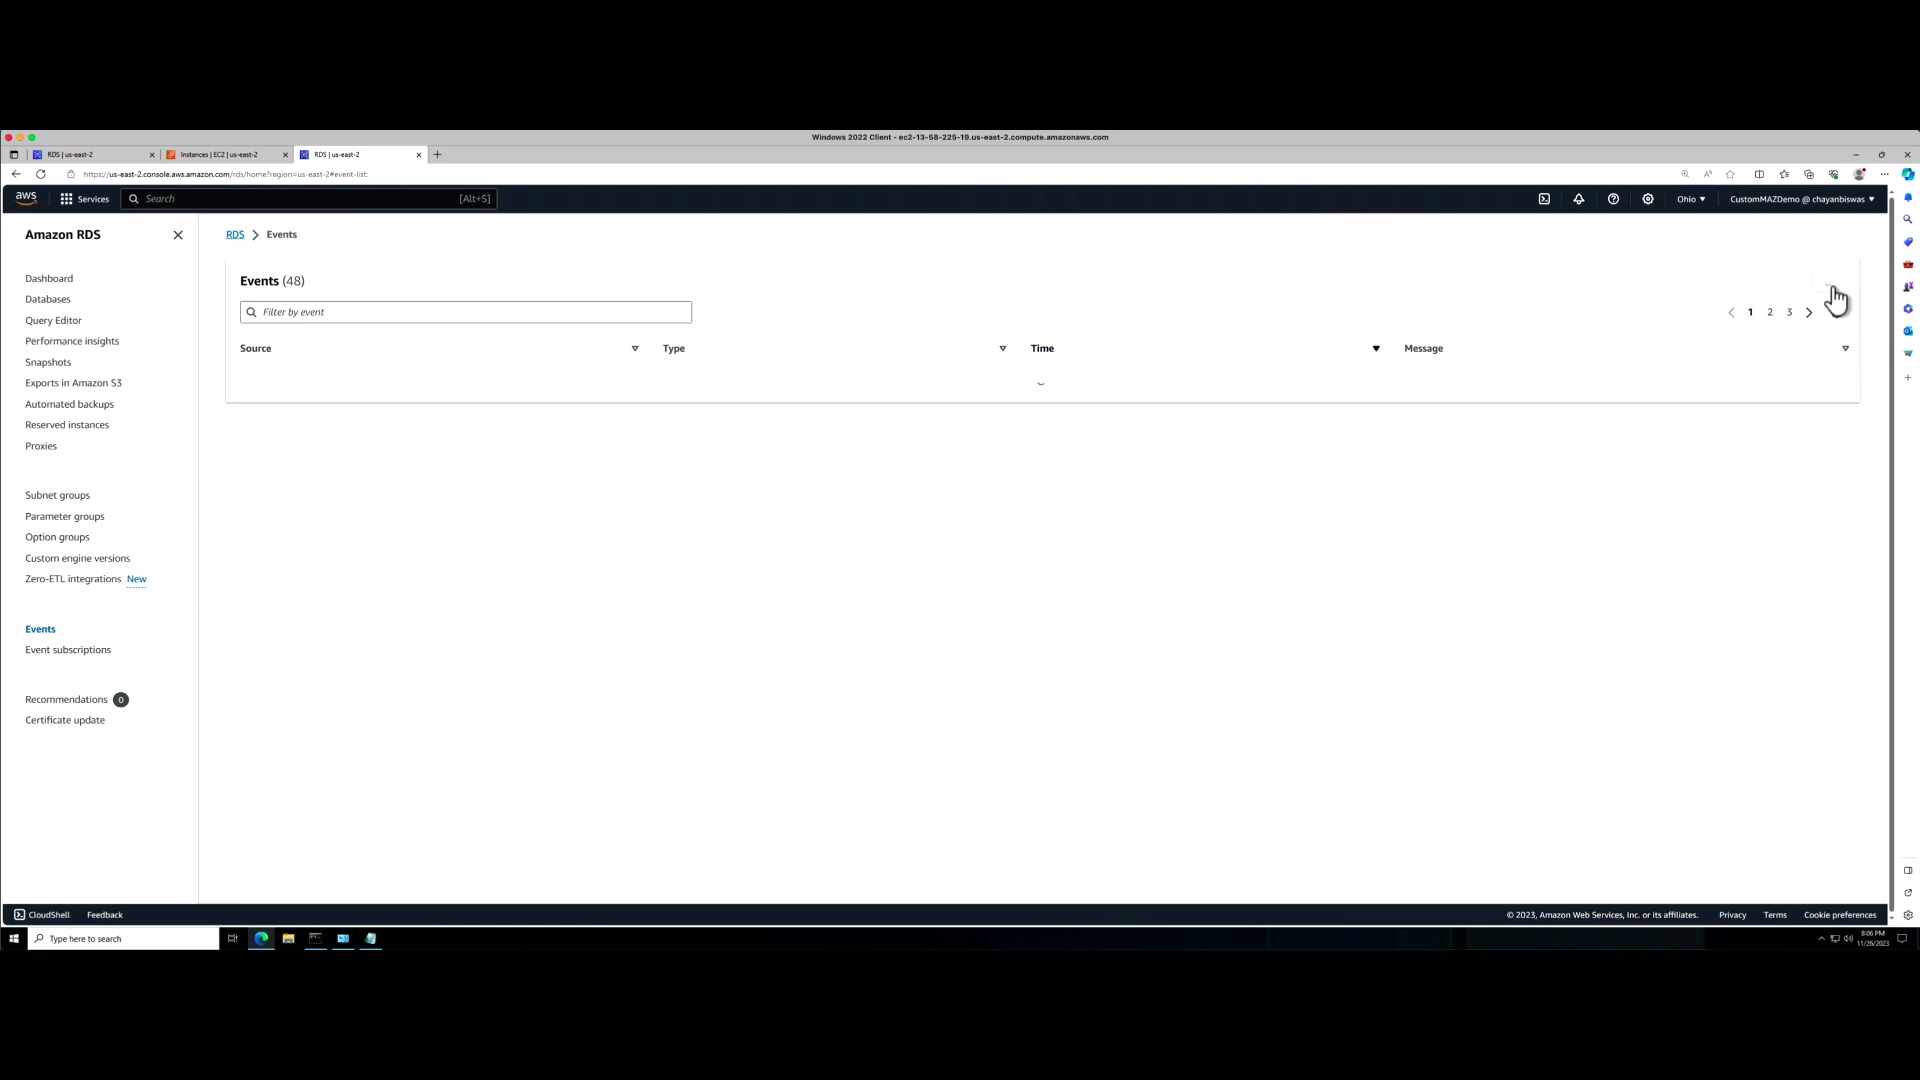 Windows 2022 Client - ec2-13-58-225-19.us-east-2.compute.amazonaws.com
RDS | us-east-2
Instances | EC2 | us-east-2
RDS | us-east-2
https://us-east-2.console.aws.amazon.com/rds/home?region=us-east-2#event-list:
aws
Services
Search
[Alt+S]
Ohio
CustomMAZDemo @ chayanbiswas
Amazon RDS
RDS > Events
Dashboard
Databases
Query Editor
Performance insights
Snapshots
Exports in Amazon S3
Automated backups
Reserved instances
Proxies
Subnet groups
Parameter groups
Option groups
Custom engine versions
Zero-ETL integrations New
Events
Event subscriptions
Recommendations 0
Certificate update
Events (48)
Filter by event
1 2 3
Source
Type
Time
Message
CloudShell
Feedback
© 2023, Amazon Web Services, Inc. or its affiliates.
Privacy
Terms
Cookie preferences
Type here to search
8:06 PM
11/26/2023